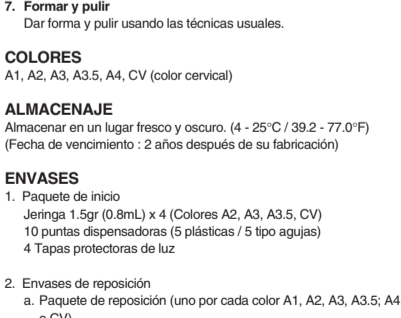 7. Formar y pulir
Dar forma y pulir usando las técnicas usuales.
COLORES
A1, A2, A3, A3.5, A4, CV (color cervical)
ALMACENAJE
Almacenar en un lugar fresco y oscuro. (4 - 25°C / 39.2 - 77.0°F)
(Fecha de vencimiento : 2 años después de su fabricación)
ENVASES
1. Paquete de inicio
Jeringa 1.5gr (0.8mL) x 4 (Colores A2, A3, A3.5, CV)
10 puntas dispensadoras (5 plásticas / 5 tipo agujas)
4 Tapas protectoras de luz
2. Envases de reposición
a. Paquete de reposición (uno por cada color A1, A2, A3, A3.5; A4
o CV)